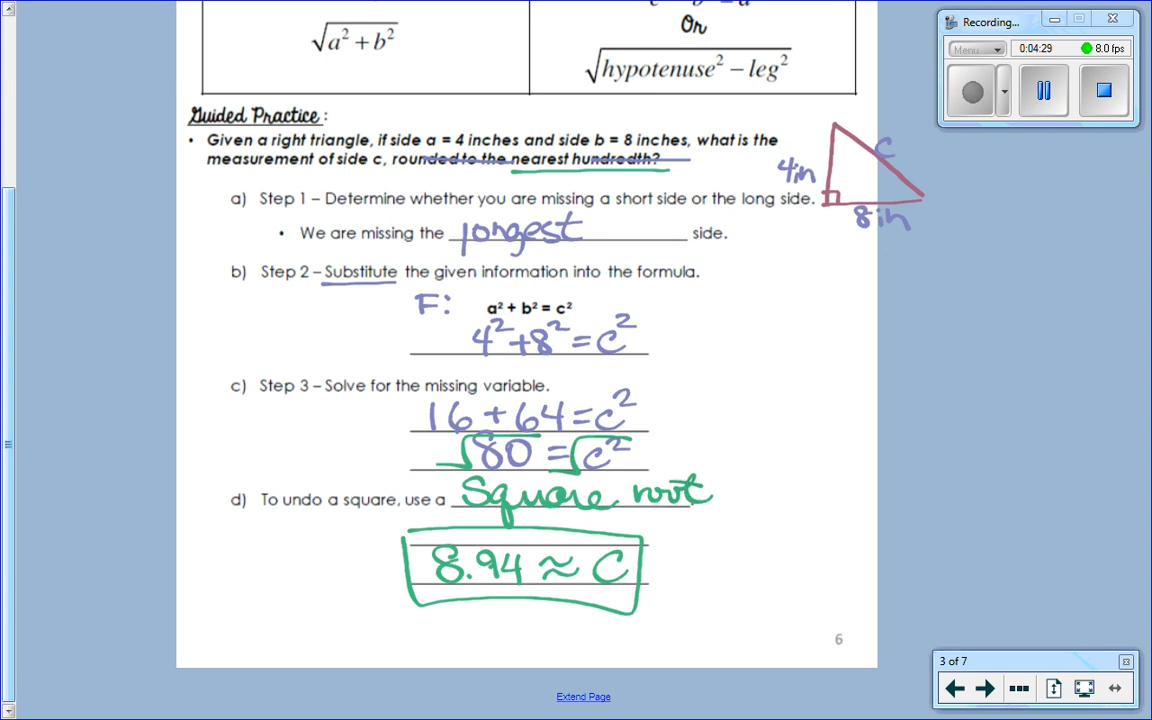 Or
√a² + b²
√hypotenuse² – leg²
Guided Practice:
• Given a right triangle, if side a = 4 inches and side b = 8 inches, what is the
measurement of side c, rounded to the nearest hundredth?
c
4in
8in
a) Step 1 – Determine whether you are missing a short side or the long side.
• We are missing the longest side.
b) Step 2 – Substitute the given information into the formula.
F: a² + b² = c²
4² + 8² = c²
c) Step 3 – Solve for the missing variable.
16 + 64 = c²
√80 = √c²
d) To undo a square, use a square root
8.94 ≈ C
6
Extend Page
Recording...
Menu 0:04:29 8.0 fps
3 of 7